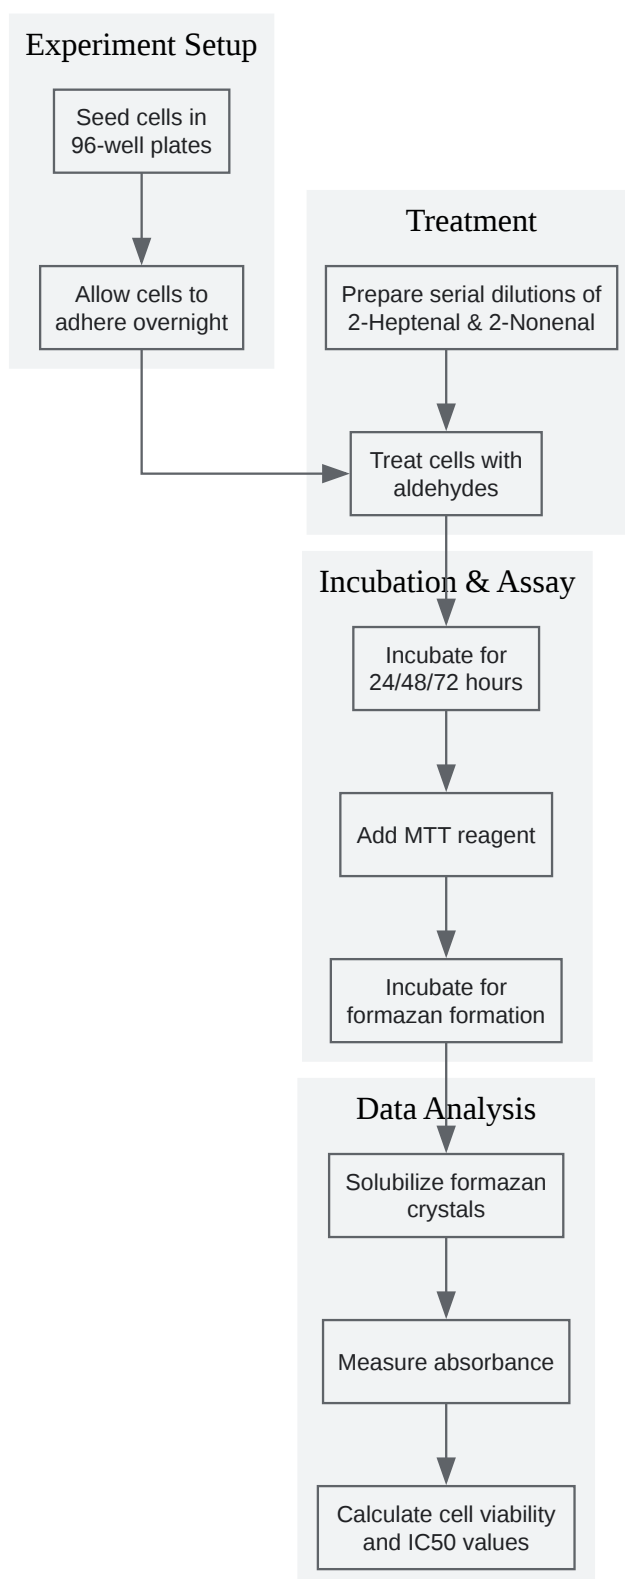 Experiment Setup
Seed cells in
96-well plates
Allow cells to
adhere overnight
Treatment
Prepare serial dilutions of
2-Heptenal & 2-Nonenal
Treat cells with
aldehydes
Incubation & Assay
Incubate for
24/48/72 hours
Add MTT reagent
Incubate for
formazan formation
Data Analysis
Solubilize formazan
crystals
Measure absorbance
Calculate cell viability
and IC50 values